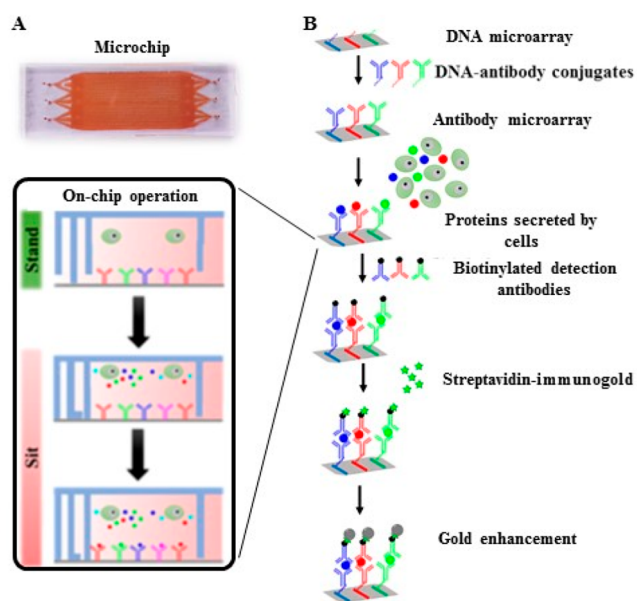 A
Microchip
On-chip operation
Stand
Sit
B
DNA microarray
DNA-antibody conjugates
Antibody microarray
Proteins secreted by
cells
Biotinylated detection
antibodies
Streptavidin-immunogold
Gold enhancement